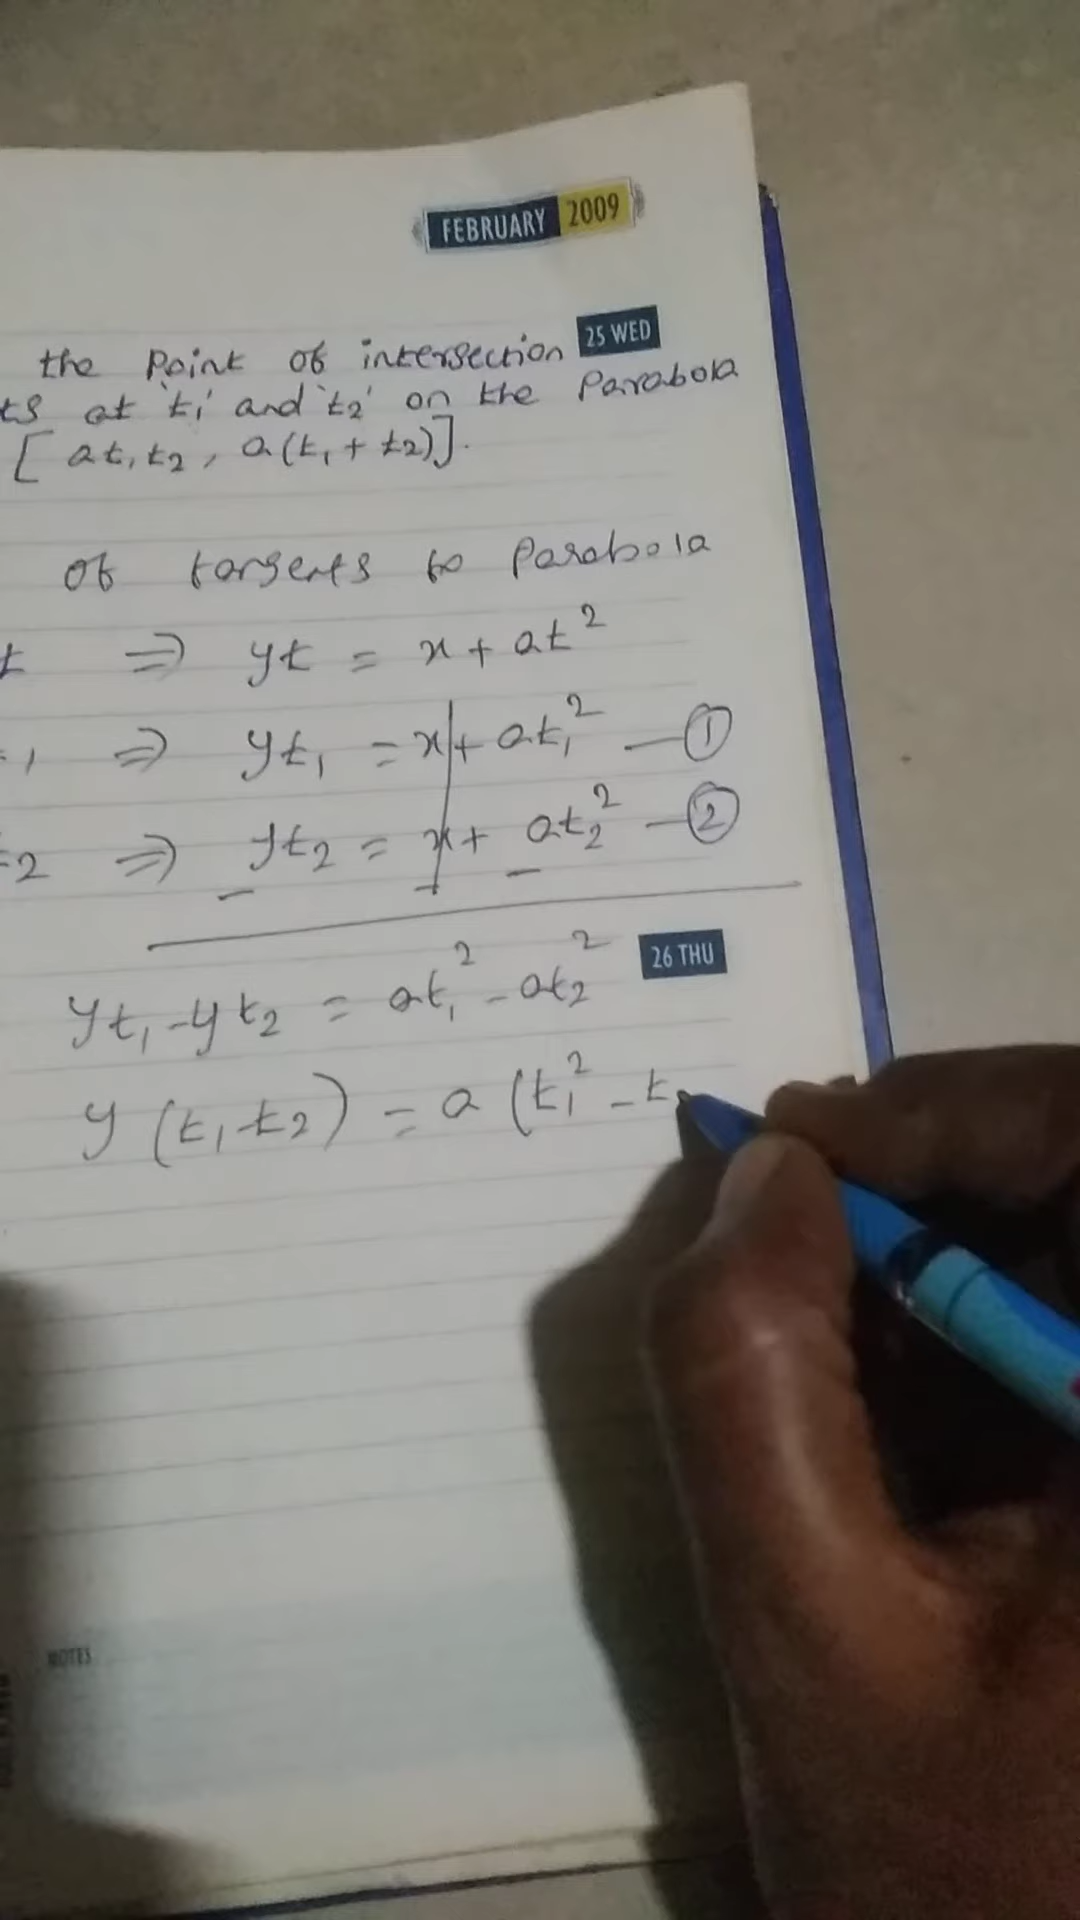 FEBRUARY 2009
25 WED
the Point of intersection
ts at 't1' and 't2' on the Parabola
[at1t2, a(t1+t2)].
of tangents to Parabola
t ⇒ yt = x + at²
1 ⇒ yt1 = x + at1² — ①
2 ⇒ yt2 = x + at2² — ②
26 THU
yt1 - yt2 = at1² - at2²
y(t1-t2) = a(t1² - t
NOTES